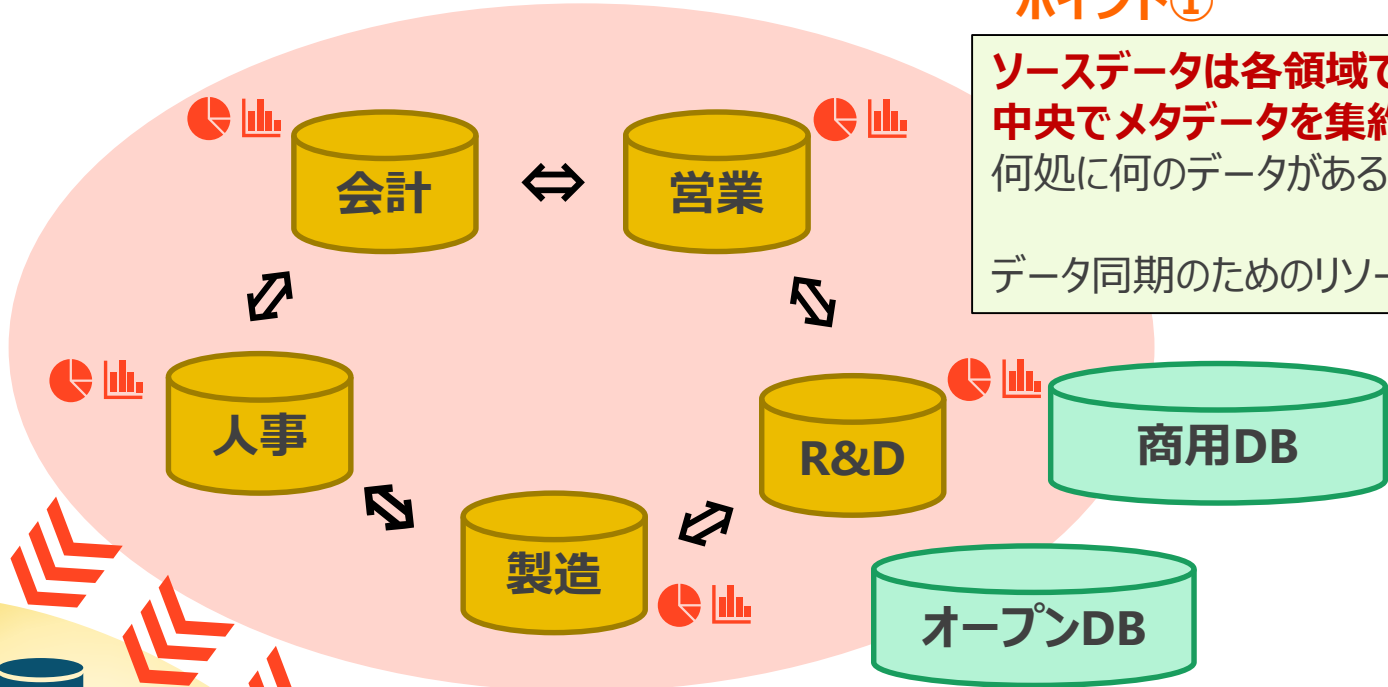 ポイント①
ソースデータは各領域で
中央でメタデータを集約
何処に何のデータがある
データ同期のためのリソー
会計
営業
人事
R&D
商用DB
製造
オープンDB